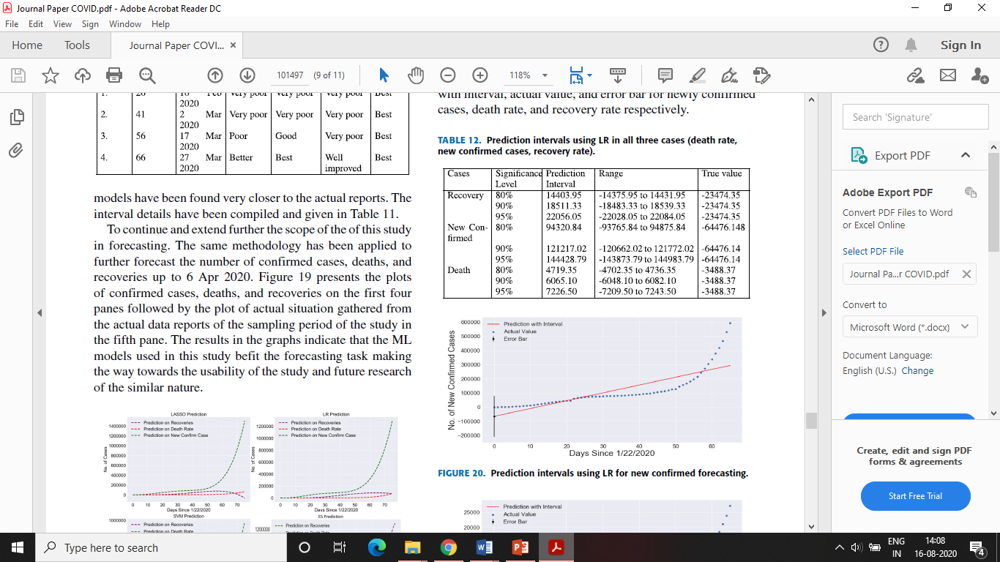 Journal Paper COVID.pdf - Adobe Acrobat Reader DC
File Edit View Sign Window Help
Home Tools Journal Paper COVI... × Sign In
101497 (9 of 11) 118%
1. 26 16 Feb Very poor Very poor Very poor Best
2020
2. 41 2 Mar Very poor Very poor Very poor Best
2020
3. 56 17 Mar Poor Good Very poor Best
2020
4. 66 27 Mar Better Best Well Best
2020 improved
models have been found very closer to the actual reports. The
interval details have been compiled and given in Table 11.
To continue and extend further the scope of the of this study
in forecasting. The same methodology has been applied to
further forecast the number of confirmed cases, deaths, and
recoveries up to 6 Apr 2020. Figure 19 presents the plots
of confirmed cases, deaths, and recoveries on the first four
panes followed by the plot of actual situation gathered from
the actual data reports of the sampling period of the study in
the fifth pane. The results in the graphs indicate that the ML
models used in this study befit the forecasting task making
the way towards the usability of the study and future research
of the similar nature.
LASSO Prediction
Prediction on Recoveries
Prediction on Death Rate
Prediction on New Confirm Case
No. of Cases
1400000
1200000
1000000
800000
600000
400000
200000
0
0 10 20 30 40 50 60 70
Days Since 1/22/2020
LR Prediction
Prediction on Recoveries
Prediction on Death Rate
Prediction on New Confirm Case
No. of Cases
1200000
1000000
800000
600000
400000
200000
0
0 10 20 30 40 50 60 70
Days Since 1/22/2020
SVM Prediction
1000000
Prediction on Recoveries
Prediction on Death Rate
ES Prediction
1200000
Prediction on Recoveries
Prediction on Death Rate
with interval, actual value, and error bar for newly confirmed
cases, death rate, and recovery rate respectively.
TABLE 12. Prediction intervals using LR in all three cases (death rate,
new confirmed cases, recovery rate).
Cases Significance Prediction Range True value
Level Interval
Recovery 80% 14403.95 -14375.95 to 14431.95 -23474.35
90% 18511.33 -18483.33 to 18539.33 -23474.35
95% 22056.05 -22028.05 to 22084.05 -23474.35
New Con- 80% 94320.84 -93765.84 to 94875.84 -64476.148
firmed
90% 121217.02 -120662.02 to 121772.02 -64476.14
95% 144428.79 -143873.79 to 144983.79 -64476.14
Death 80% 4719.35 -4702.35 to 4736.35 -3488.37
90% 6065.10 -6048.10 to 6082.10 -3488.37
95% 7226.50 -7209.50 to 7243.50 -3488.37
Prediction with Interval
Actual Value
Error Bar
No. of New Confirmed Cases
600000
500000
400000
300000
200000
100000
0
−100000
−200000
0 10 20 30 40 50 60
Days Since 1/22/2020
FIGURE 20. Prediction intervals using LR for new confirmed forecasting.
25000
20000
Prediction with Interval
Actual Value
Error Bar
Search 'Signature'
Export PDF
Adobe Export PDF
Convert PDF Files to Word
or Excel Online
Select PDF File
Journal Pa...r COVID.pdf
Convert to
Microsoft Word (*.docx)
Document Language:
English (U.S.) Change
Create, edit and sign PDF
forms & agreements
Start Free Trial
Type here to search
ENG
IN
14:08
16-08-2020
4